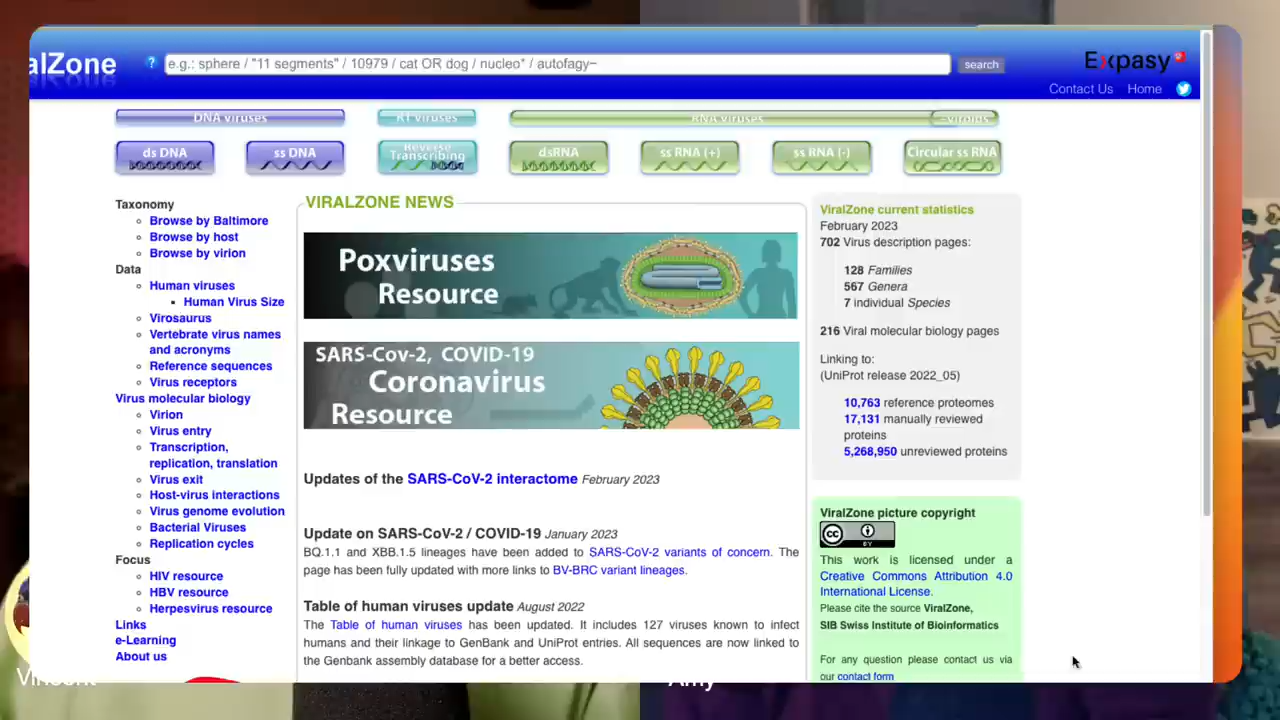 alZone
?
e.g.: sphere / "11 segments" / 10979 / cat OR dog / nucleo* / autofagy~
search
Expasy
Contact Us Home
DNA viruses
RT viruses
RNA viruses
~viroids
ds DNA
ss DNA
Reverse
Transcribing
dsRNA
ss RNA (+)
ss RNA (-)
Circular ss RNA
Taxonomy
Browse by Baltimore
Browse by host
Browse by virion
Data
Human viruses
Human Virus Size
Virosaurus
Vertebrate virus names
and acronyms
Reference sequences
Virus receptors
Virus molecular biology
Virion
Virus entry
Transcription,
replication, translation
Virus exit
Host-virus interactions
Virus genome evolution
Bacterial Viruses
Replication cycles
Focus
HIV resource
HBV resource
Herpesvirus resource
Links
e-Learning
About us
VIRALZONE NEWS
Poxviruses
Resource
SARS-Cov-2, COVID-19
Coronavirus
Resource
Updates of the SARS-CoV-2 interactome February 2023
Update on SARS-CoV-2 / COVID-19 January 2023
BQ.1.1 and XBB.1.5 lineages have been added to SARS-CoV-2 variants of concern. The
page has been fully updated with more links to BV-BRC variant lineages.
Table of human viruses update August 2022
The Table of human viruses has been updated. It includes 127 viruses known to infect
humans and their linkage to GenBank and UniProt entries. All sequences are now linked to
the Genbank assembly database for a better access.
ViralZone current statistics
February 2023
702 Virus description pages:
128 Families
567 Genera
7 individual Species
216 Viral molecular biology pages
Linking to:
(UniProt release 2022_05)
10,763 reference proteomes
17,131 manually reviewed
proteins
5,268,950 unreviewed proteins
ViralZone picture copyright
cc
BY
This work is licensed under a
Creative Commons Attribution 4.0
International License.
Please cite the source ViralZone,
SIB Swiss Institute of Bioinformatics
For any question please contact us via
our contact form
Vincent
Amy